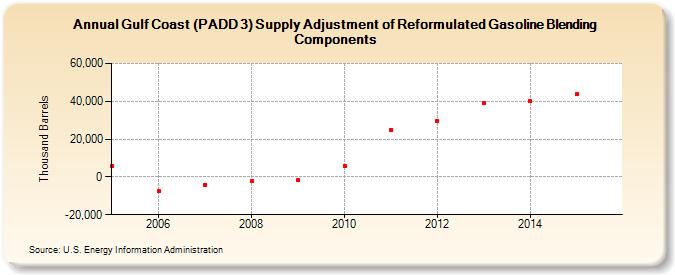 Annual Gulf Coast (PADD 3) Supply Adjustment of Reformulated Gasoline Blending
Components
Thousand Barrels
60,000
40,000
20,000
0
-20,000
2006
2008
2010
2012
2014
Source: U.S. Energy Information Administration